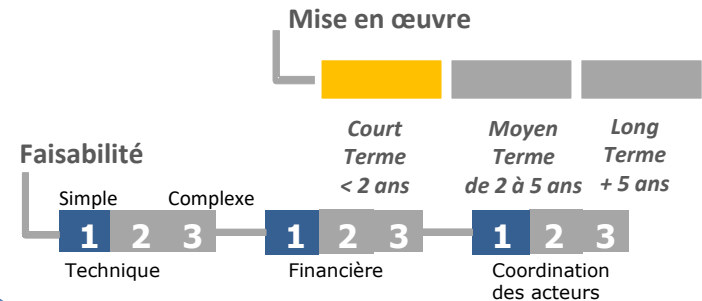 Mise en œuvre
Court
Terme
< 2 ans
Moyen
Terme
de 2 à 5 ans
Long
Terme
+ 5 ans
Faisabilité
Simple Complexe
1 2 3
Technique
1 2 3
Financière
1 2 3
Coordination
des acteurs